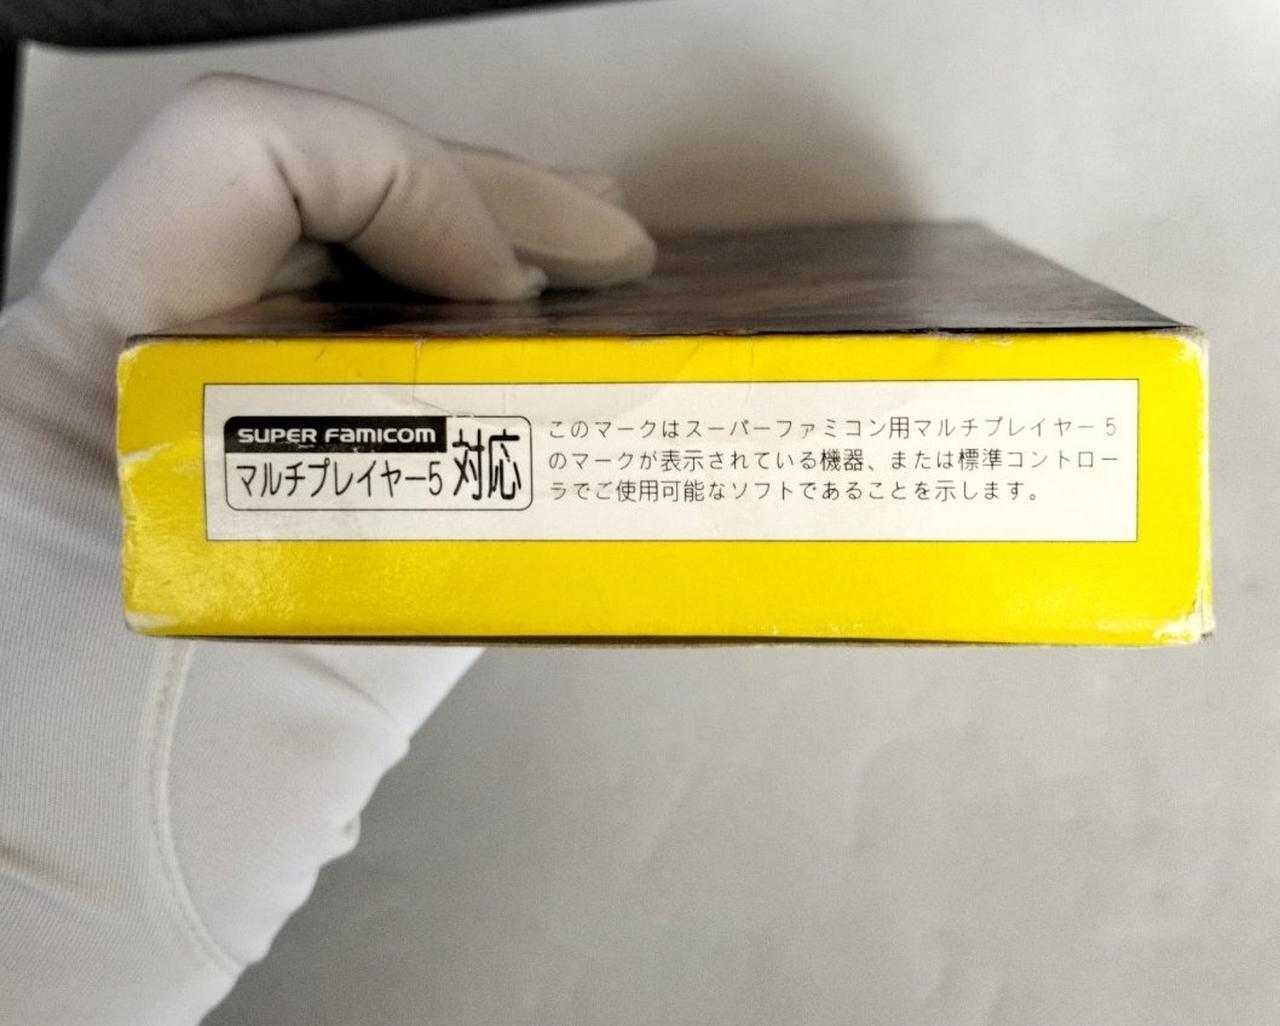 SUPER FAMICOM
マルチプレイヤー5 対応
このマークはスーパーファミコン用マルチプレイヤー5
のマークが表示されている機器、または標準コントロー
ラでご使用可能なソフトであることを示します。